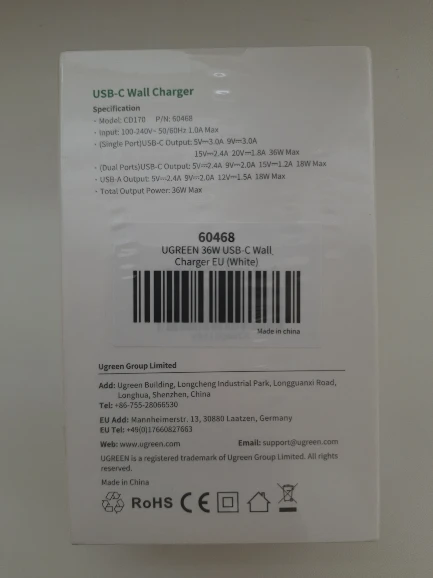 USB-C Wall Charger
Specification
· Model: CD170 P/N: 60468
· Input: 100-240V~ 50/60Hz 1.0A Max
· (Single Port)USB-C Output: 5V⎓3.0A 9V⎓3.0A
15V⎓2.4A 20V⎓1.8A 36W Max
· (Dual Ports)USB-C Output: 5V⎓2.4A 9V⎓2.0A 15V⎓1.2A 18W Max
· USB-A Output: 5V⎓2.4A 9V⎓2.0A 12V⎓1.5A 18W Max
· Total Output Power: 36W Max
60468
UGREEN 36W USB-C Wall
Charger EU (White)
Made in china
Ugreen Group Limited
Add: Ugreen Building, Longcheng Industrial Park, Longguanxi Road,
Longhua, Shenzhen, China
Tel: +86-755-28066530
EU Add: Mannheimerstr. 13, 30880 Laatzen, Germany
EU Tel: +49(0)17660827663
Web: www.ugreen.com Email: support@ugreen.com
UGREEN is a registered trademark of Ugreen Group Limited. All rights
reserved.
Made in China
RoHS CE